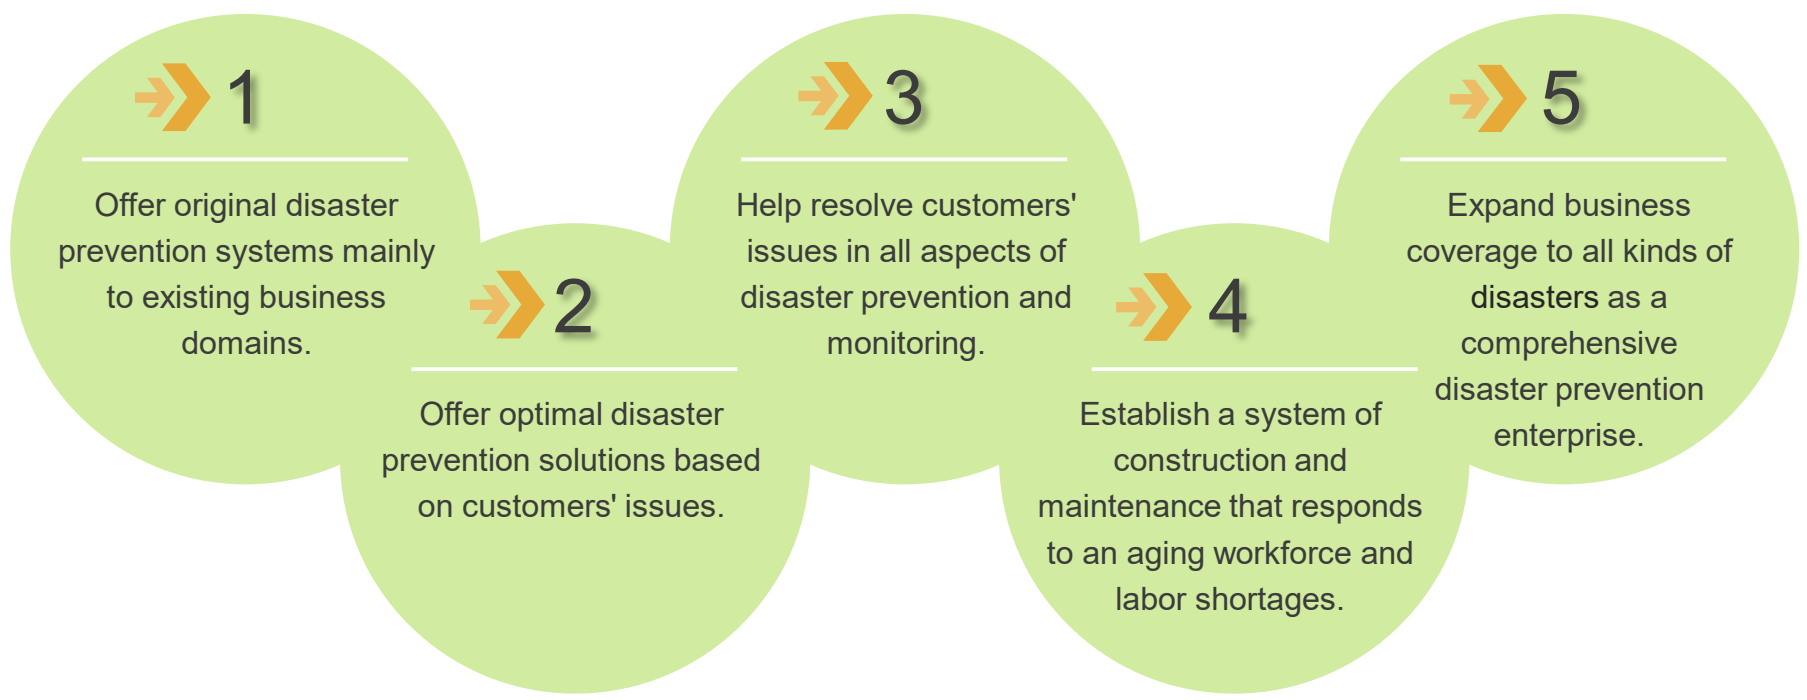 1
Offer original disaster
prevention systems mainly
to existing business
domains.
2
Offer optimal disaster
prevention solutions based
on customers' issues.
3
Help resolve customers'
issues in all aspects of
disaster prevention and
monitoring.
4
Establish a system of
construction and
maintenance that responds
to an aging workforce and
labor shortages.
5
Expand business
coverage to all kinds of
disasters as a
comprehensive
disaster prevention
enterprise.